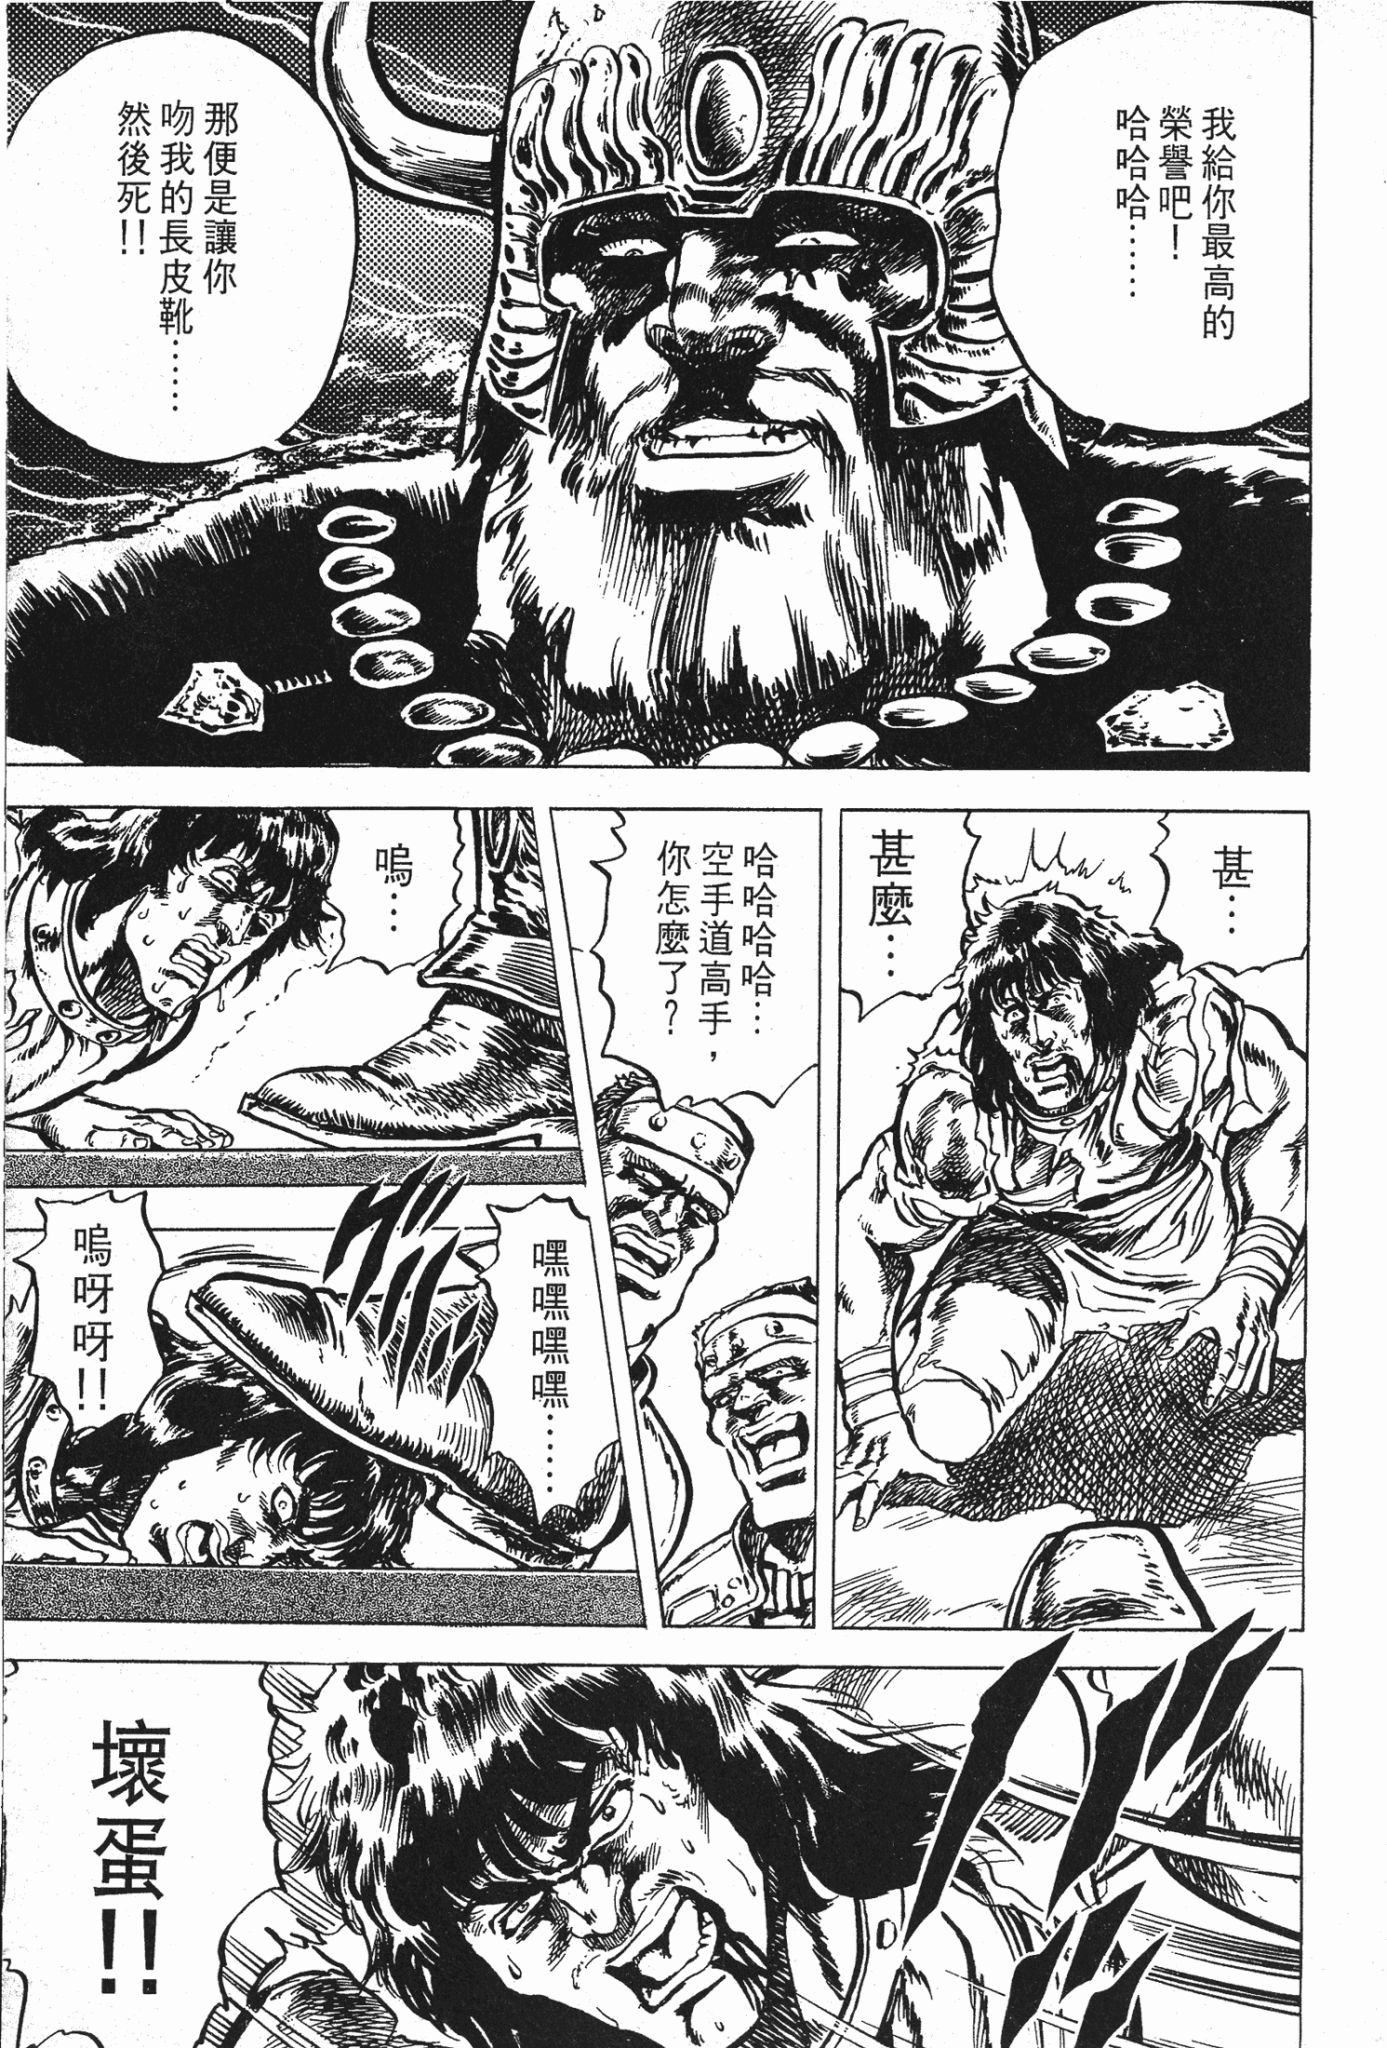 我給你最高的
榮譽吧！
哈哈哈……
那便是讓你
吻我的長皮靴……
然後死!!
甚…
甚麼…
哈哈哈哈…
空手道高手，
你怎麼了？
嗚…
嘿嘿嘿嘿……
嗚呀呀!!
壞蛋!!